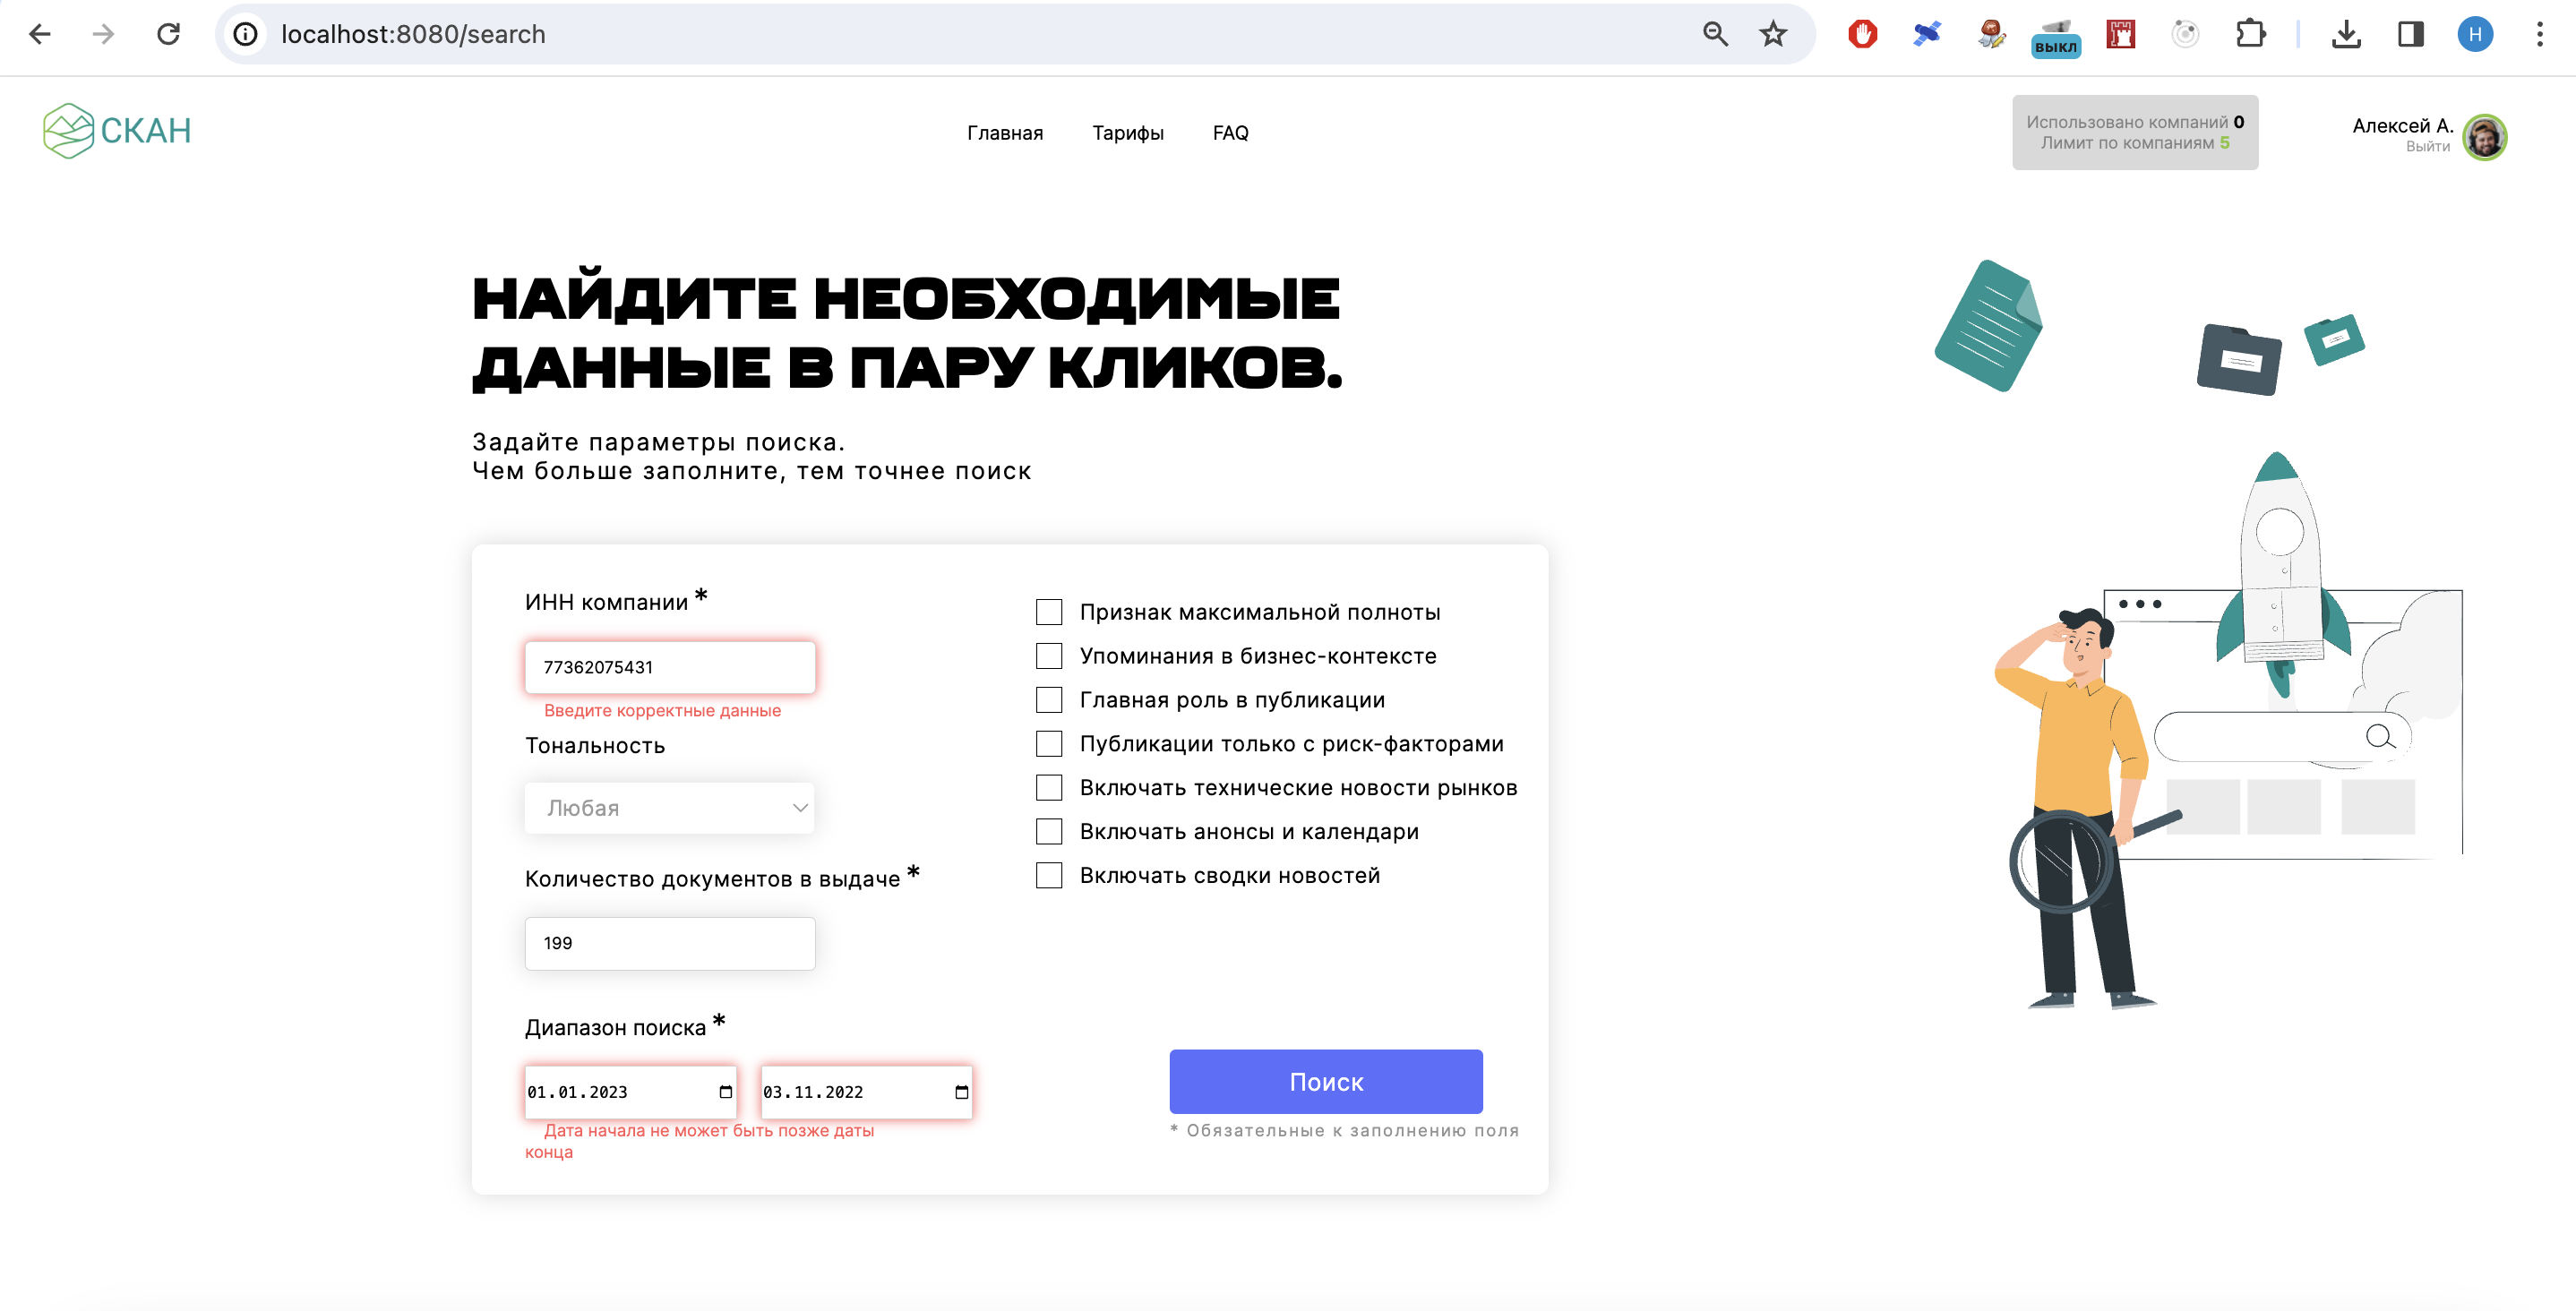 localhost:8080/search
выкл
Н
СКАН
Главная
Тарифы
FAQ
Использовано компаний 0
Лимит по компаниям 5
Алексей А.
Выйти
НАЙДИТЕ НЕОБХОДИМЫЕ
ДАННЫЕ В ПАРУ КЛИКОВ.
Задайте параметры поиска.
Чем больше заполните, тем точнее поиск
ИНН компании *
77362075431
Введите корректные данные
Тональность
Любая
Количество документов в выдаче *
199
Диапазон поиска *
01.01.2023
03.11.2022
Дата начала не может быть позже даты
конца
Признак максимальной полноты
Упоминания в бизнес-контексте
Главная роль в публикации
Публикации только с риск-факторами
Включать технические новости рынков
Включать анонсы и календари
Включать сводки новостей
Поиск
* Обязательные к заполнению поля